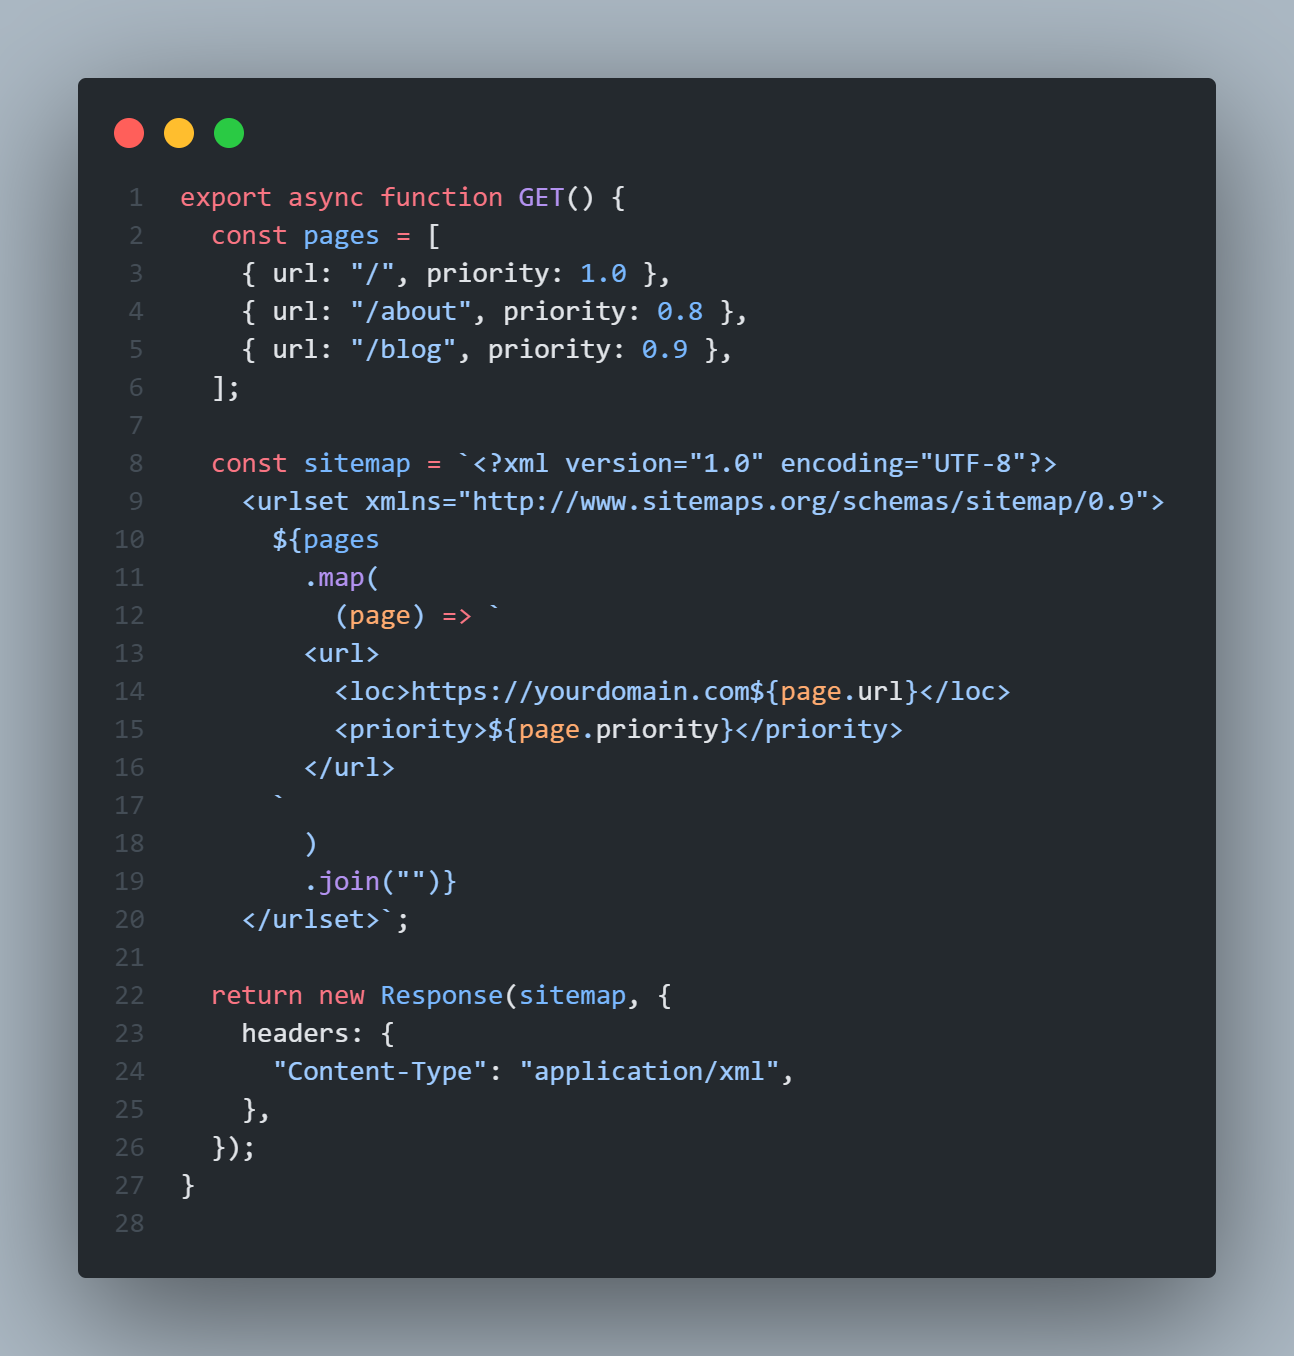 1 export async function GET() {
2   const pages = [
3     { url: "/", priority: 1.0 },
4     { url: "/about", priority: 0.8 },
5     { url: "/blog", priority: 0.9 },
6   ];
7
8   const sitemap = `<?xml version="1.0" encoding="UTF-8"?>
9     <urlset xmlns="http://www.sitemaps.org/schemas/sitemap/0.9">
10       ${pages
11         .map(
12           (page) => `
13         <url>
14           <loc>https://yourdomain.com${page.url}</loc>
15           <priority>${page.priority}</priority>
16         </url>
17       `
18         )
19         .join("")}
20     </urlset>`;
21
22   return new Response(sitemap, {
23     headers: {
24       "Content-Type": "application/xml",
25     },
26   });
27 }
28